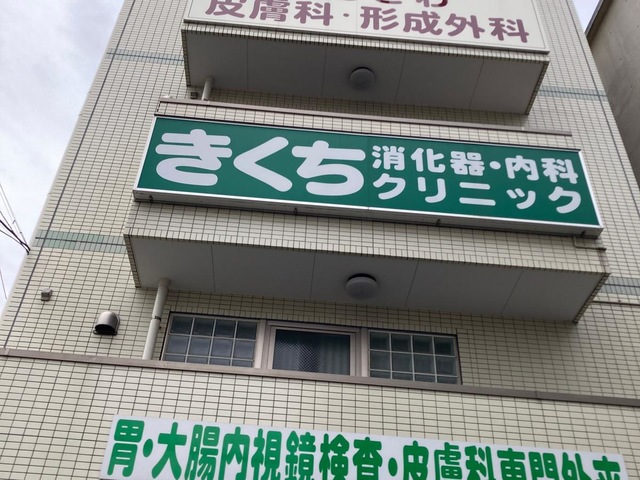 皮膚科・形成外科
きくち
消化器・内科
クリニック
胃・大腸内視鏡検査・皮膚科専門外来